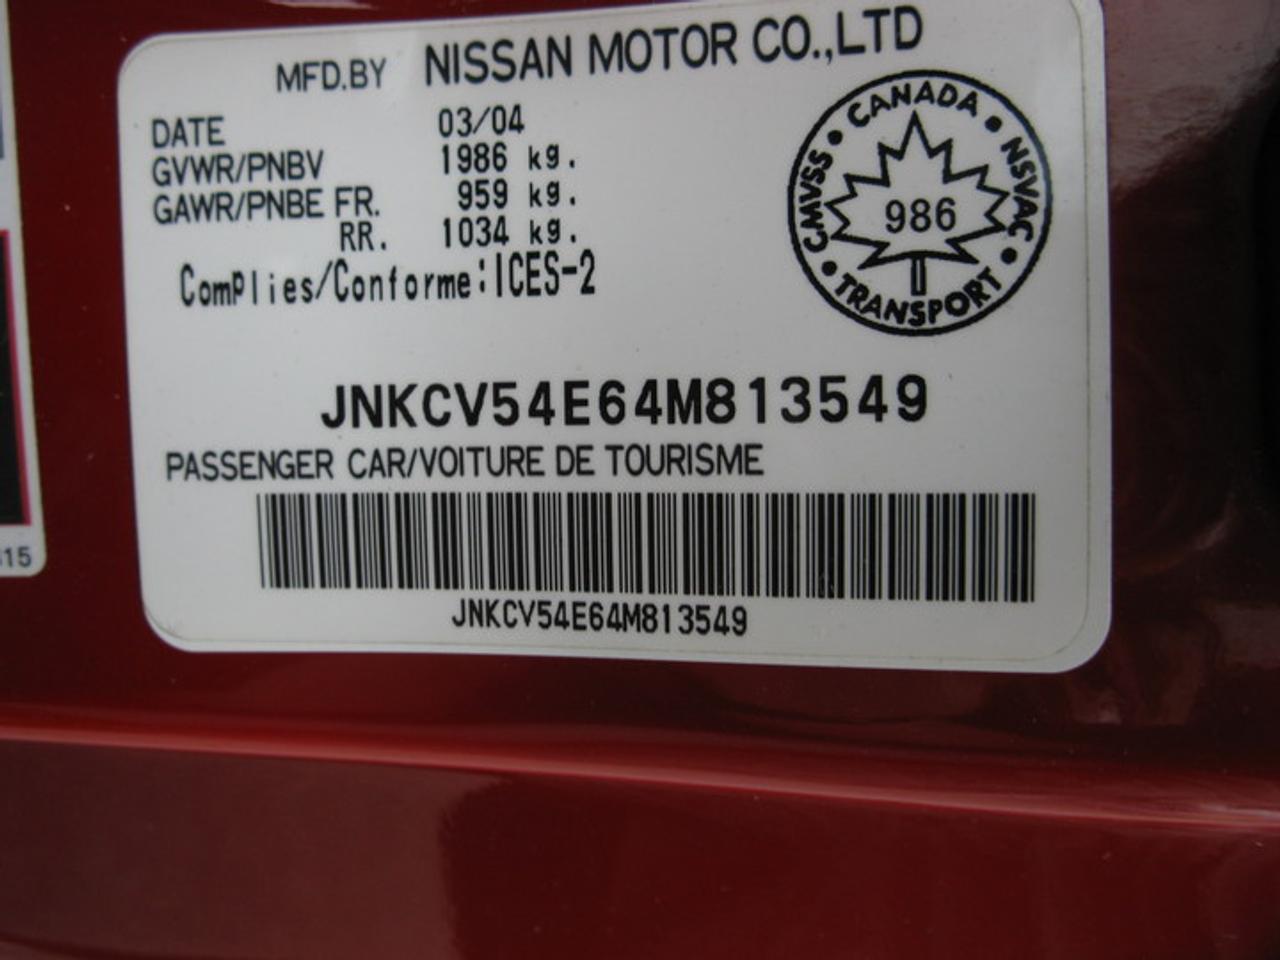 MFD.BY NISSAN MOTOR CO.,LTD
DATE 03/04
GVWR/PNBV 1986 kg.
GAWR/PNBE FR. 959 kg.
RR. 1034 kg.
ComPlies/Conforme:ICES-2
CANADA
NSVAC
TRANSPORT
CMVSS
986
JNKCV54E64M813549
PASSENGER CAR/VOITURE DE TOURISME
JNKCV54E64M813549
15